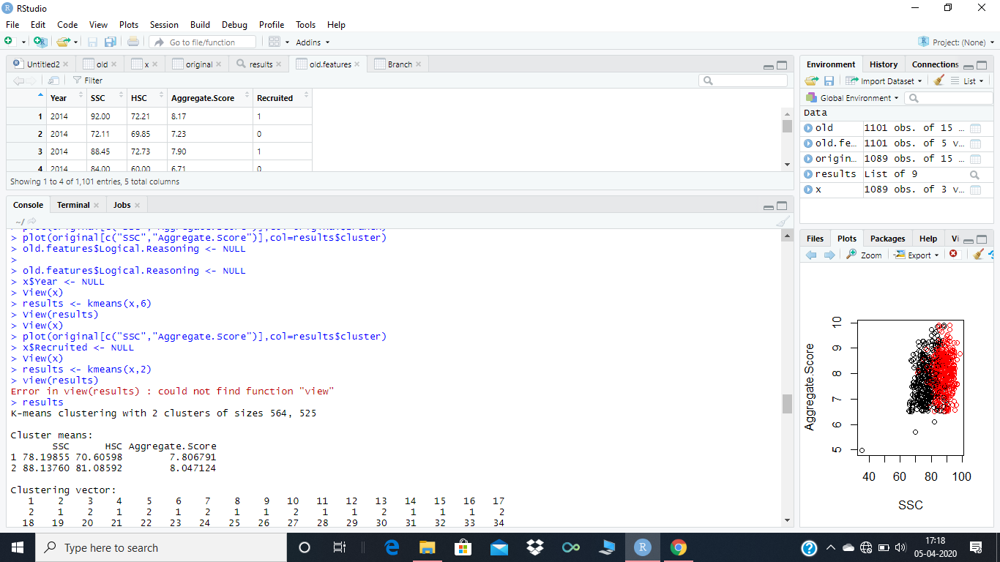 RStudio
File Edit Code View Plots Session Build Debug Profile Tools Help
Go to file/function Addins Project: (None)
Untitled2 old x original results old.features Branch
Filter
Year SSC HSC Aggregate.Score Recruited
1 2014 92.00 72.21 8.17 1
2 2014 72.11 69.85 7.23 0
3 2014 88.45 72.73 7.90 1
4 2014 84.00 60.00 6.71 0
Showing 1 to 4 of 1,101 entries, 5 total columns
Console Terminal Jobs
~/
> plot(original[c("SSC","Aggregate.Score")],col=results$cluster)
> old.features$Logical.Reasoning <- NULL
>
> old.features$Logical.Reasoning <- NULL
> x$Year <- NULL
> View(x)
> results <- kmeans(x,6)
> View(results)
> View(x)
> plot(original[c("SSC","Aggregate.Score")],col=results$cluster)
> x$Recruited <- NULL
> View(x)
> results <- kmeans(x,2)
> view(results)
Error in view(results) : could not find function "view"
> results
K-means clustering with 2 clusters of sizes 564, 525
Cluster means:
SSC HSC Aggregate.Score
1 78.19855 70.60598 7.806791
2 88.13760 81.08592 8.047124
Clustering vector:
1 2 3 4 5 6 7 8 9 10 11 12 13 14 15 16 17
2 1 2 1 2 1 2 1 1 2 1 1 2 1 1 1 2
18 19 20 21 22 23 24 25 26 27 28 29 30 31 32 33 34
Environment History Connections
Import Dataset List
Global Environment
Data
old 1101 obs. of 15 ...
old.fe... 1101 obs. of 5 v...
origin... 1089 obs. of 15 ...
results List of 9
x 1089 obs. of 3 v...
Files Plots Packages Help Vi
Zoom Export
Aggregate.Score
5 6 7 8 9 10
40 60 80 100
SSC
Type here to search
17:18
05-04-2020